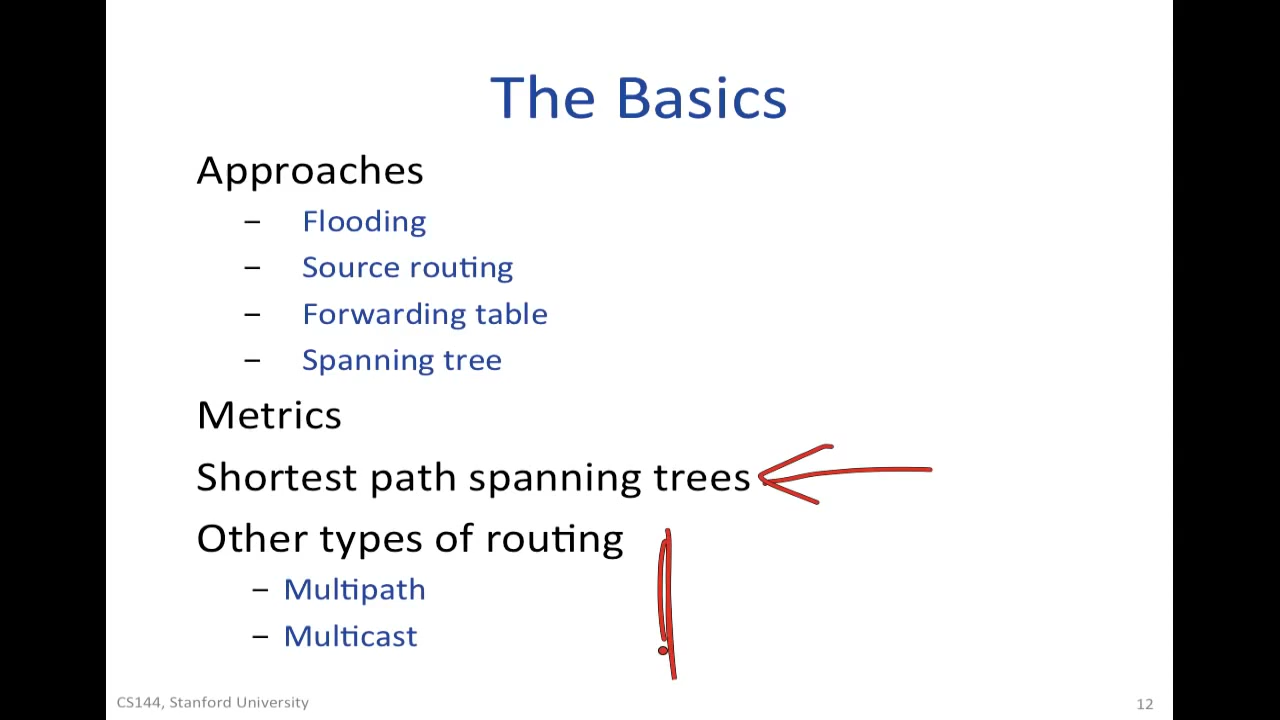 The Basics
Approaches
– Flooding
– Source routing
– Forwarding table
– Spanning tree
Metrics
Shortest path spanning trees
Other types of routing
– Multipath
– Multicast
CS144, Stanford University
12